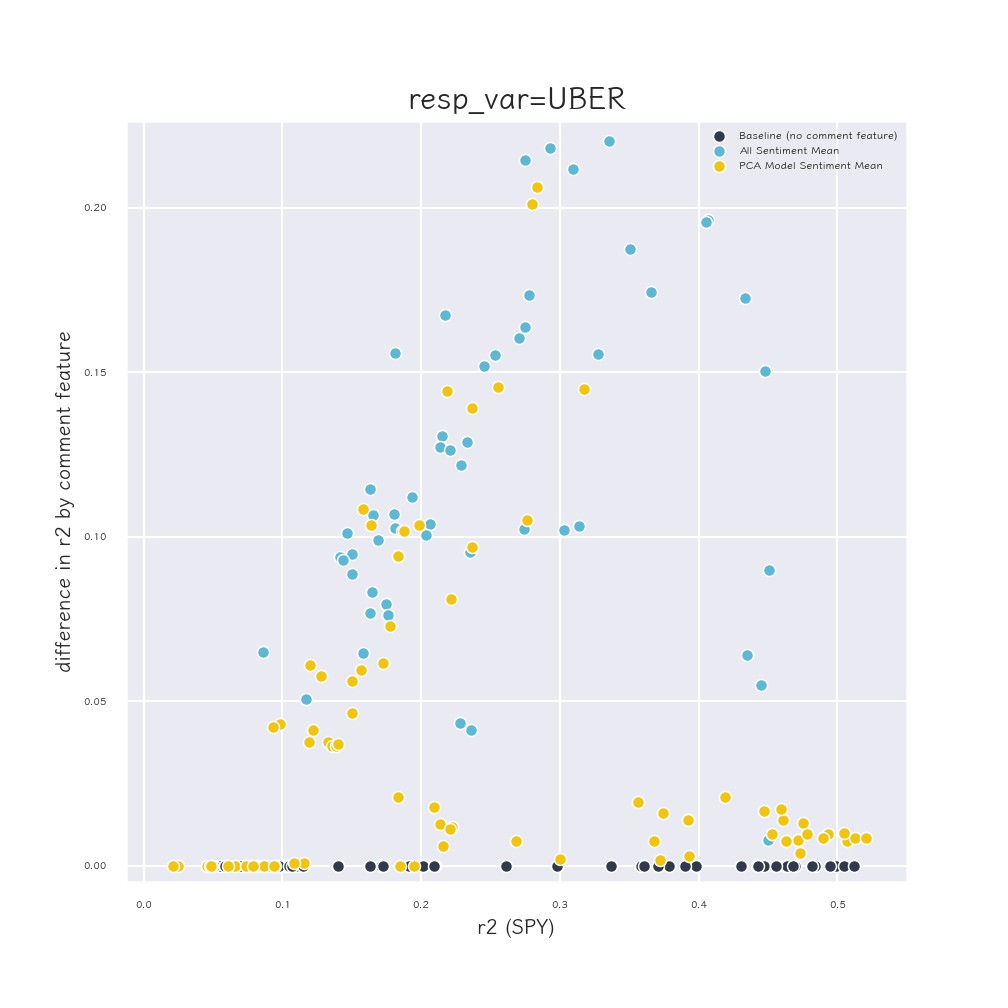 resp_var=UBER
Baseline (no comment feature)
All Sentiment Mean
PCA Model Sentiment Mean
difference in r2 by comment feature
0.20
0.15
0.10
0.05
0.00
0.0 0.1 0.2 0.3 0.4 0.5
r2 (SPY)